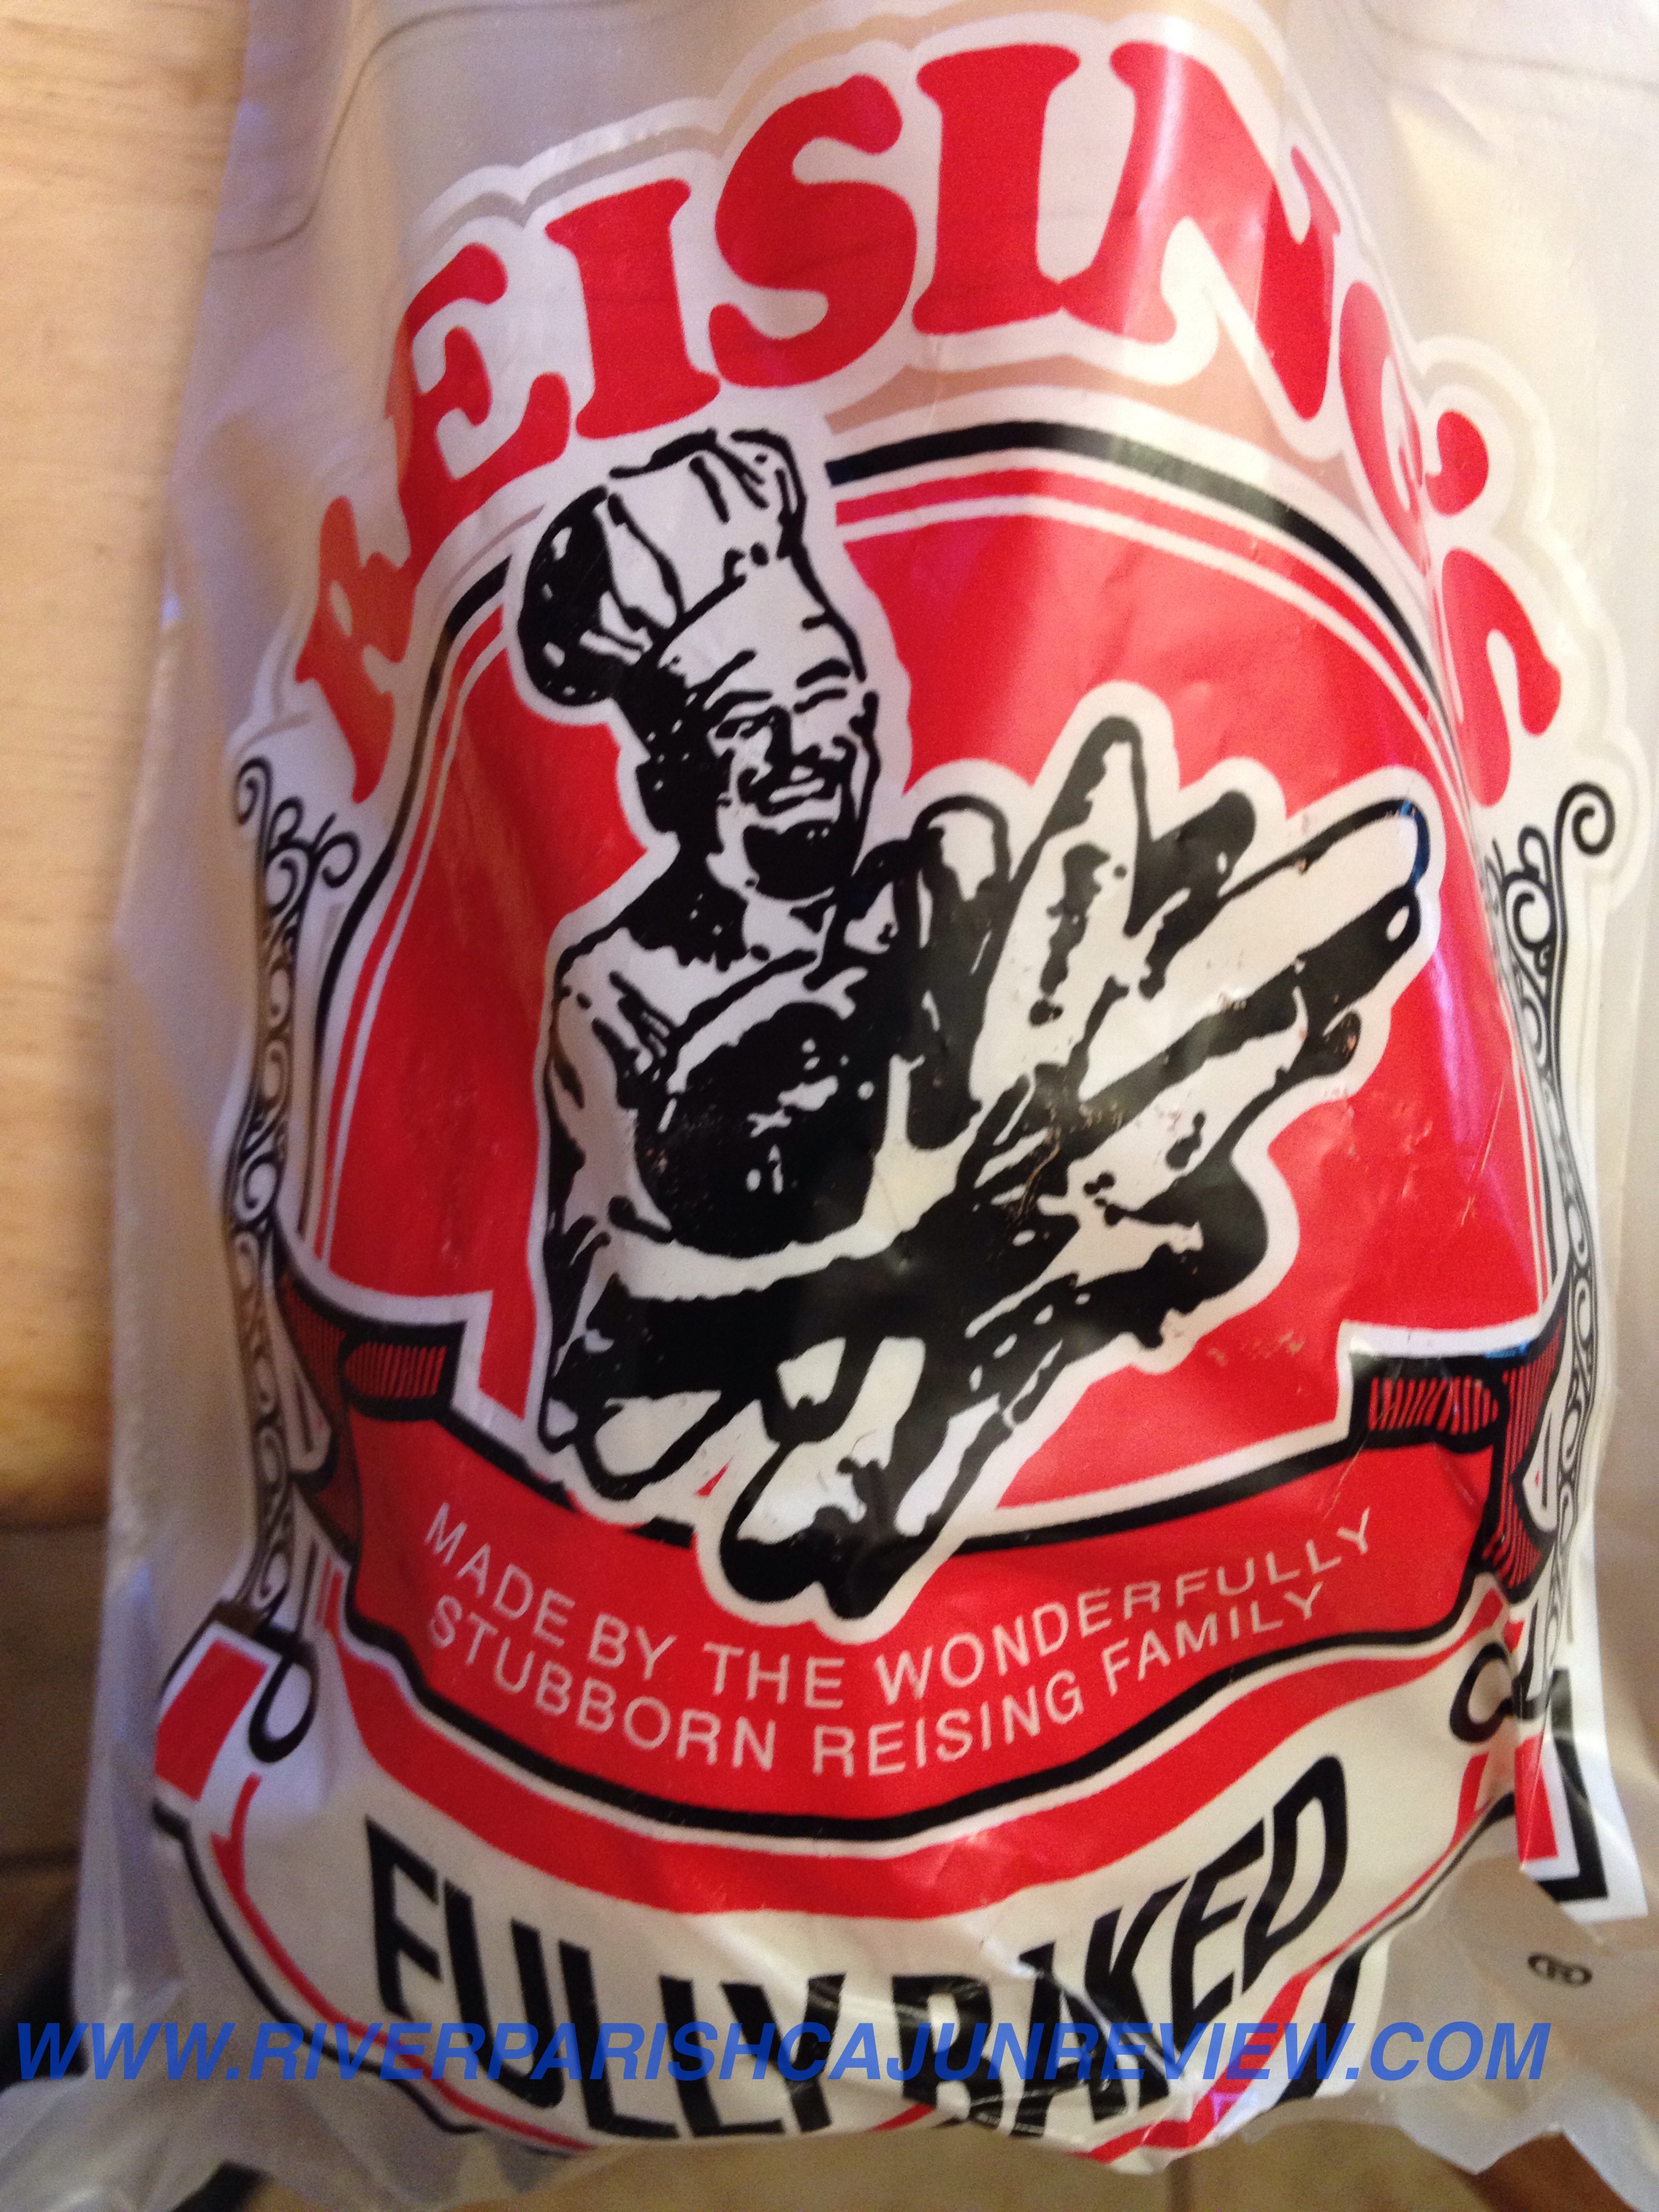 REISING'S
MADE BY THE WONDERFULLY
STUBBORN REISING FAMILY
FULLY BAKED
®
WWW.RIVERPARISHCAJUNREVIEW.COM